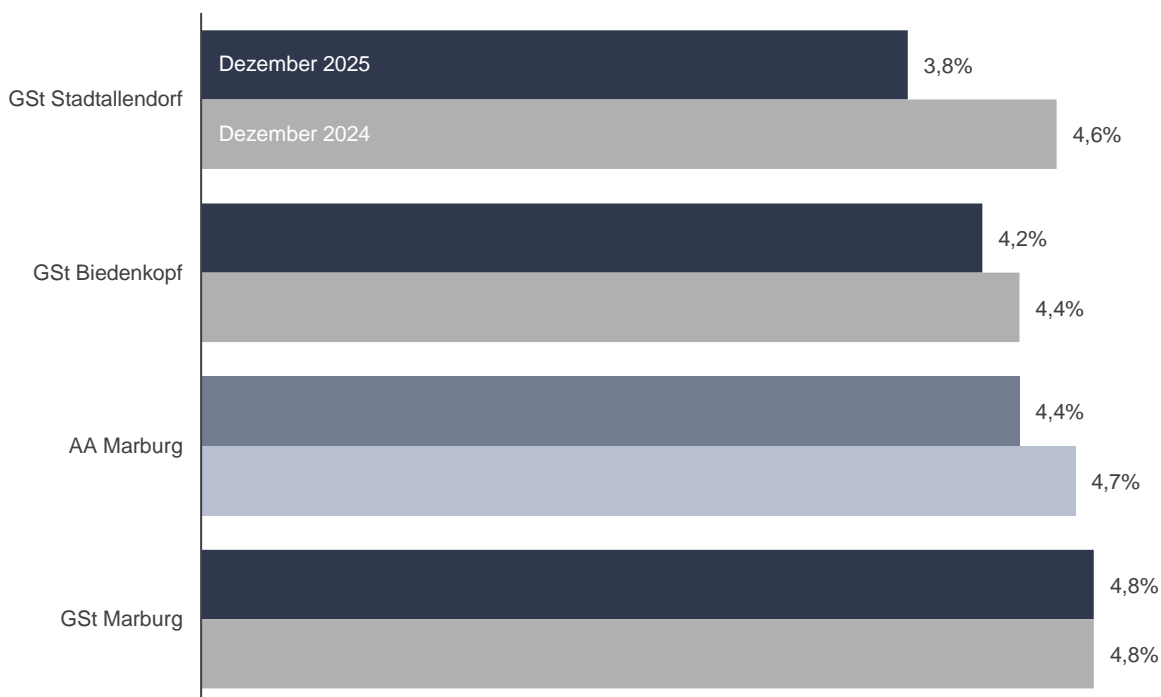 Dezember 2025
3,8%
GSt Stadtallendorf
Dezember 2024
4,6%
4,2%
GSt Biedenkopf
4,4%
4,4%
AA Marburg
4,7%
4,8%
GSt Marburg
4,8%